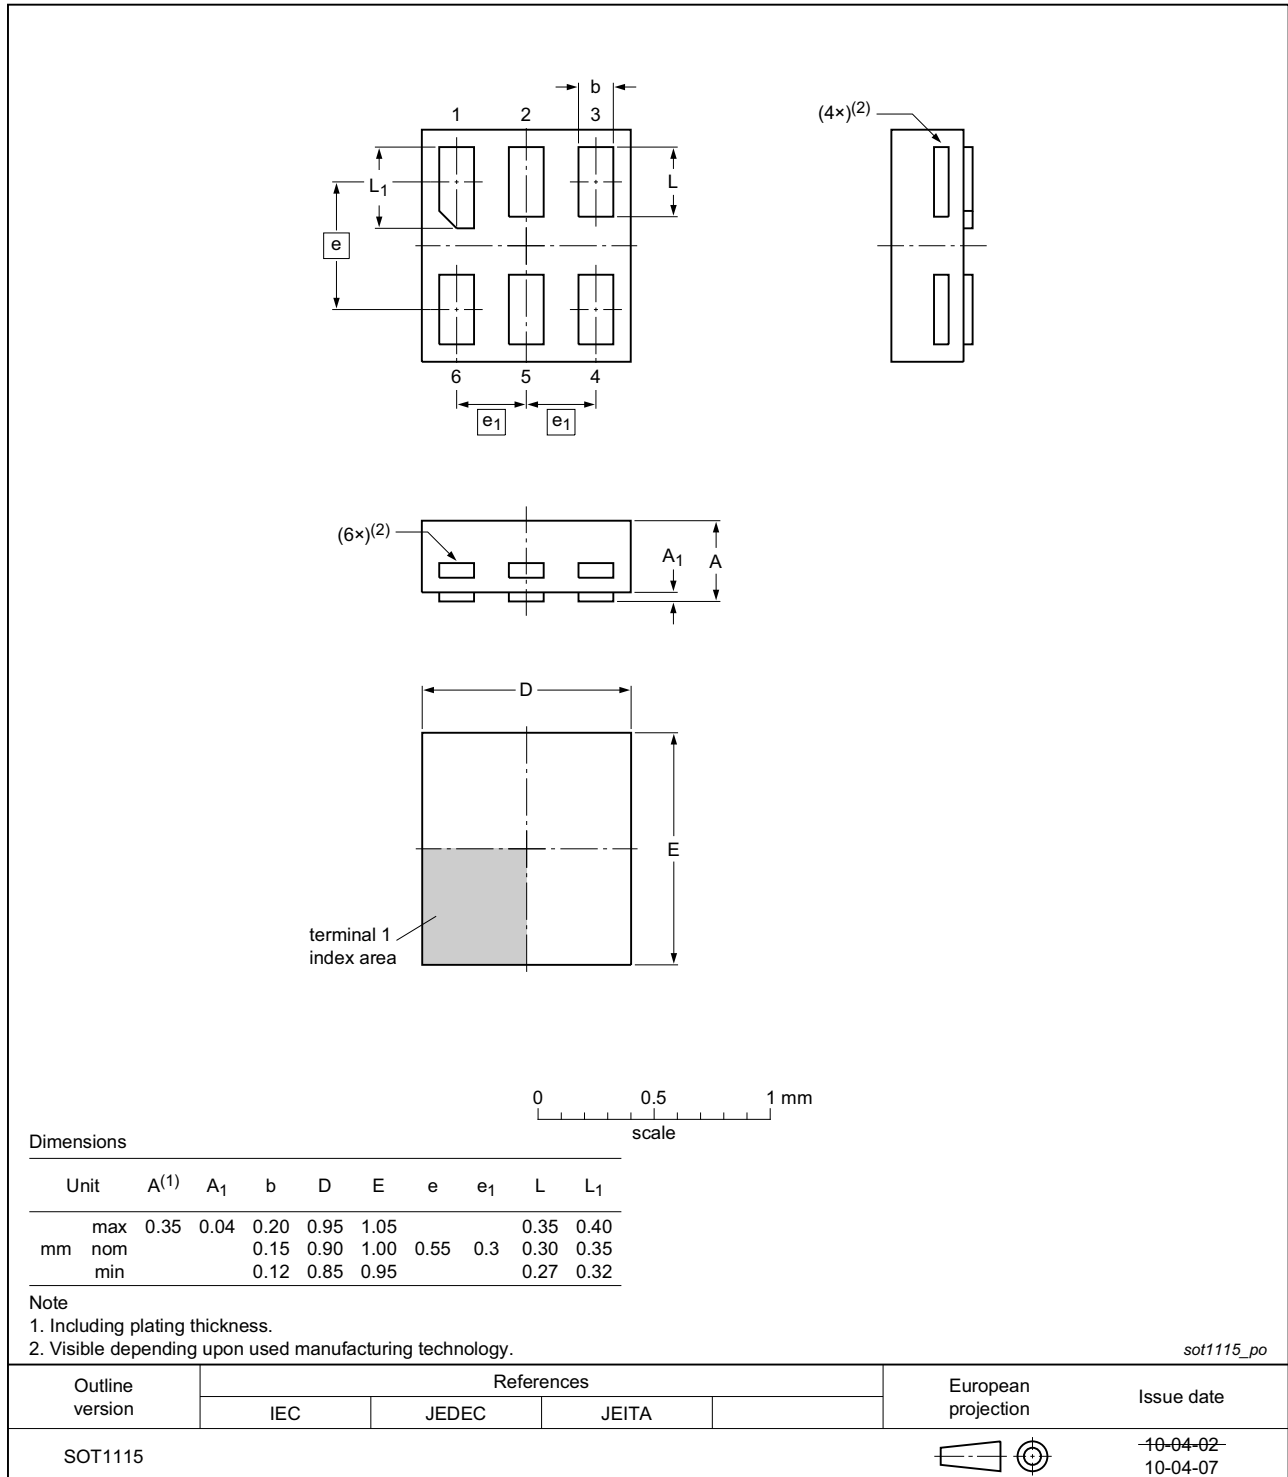 b
1 2 3
(4×)(2)
L1
L
e
6 5 4
e1 e1
(6×)(2)
A1 A
D
E
terminal 1
index area
0 0.5 1 mm
scale
Dimensions
Unit A(1) A1 b D E e e1 L L1
max 0.35 0.04 0.20 0.95 1.05 0.35 0.40
mm nom 0.15 0.90 1.00 0.55 0.3 0.30 0.35
min 0.12 0.85 0.95 0.27 0.32
Note
1. Including plating thickness.
2. Visible depending upon used manufacturing technology.
sot1115_po
Outline version References European projection Issue date
IEC JEDEC JEITA
SOT1115 10-04-02
10-04-07